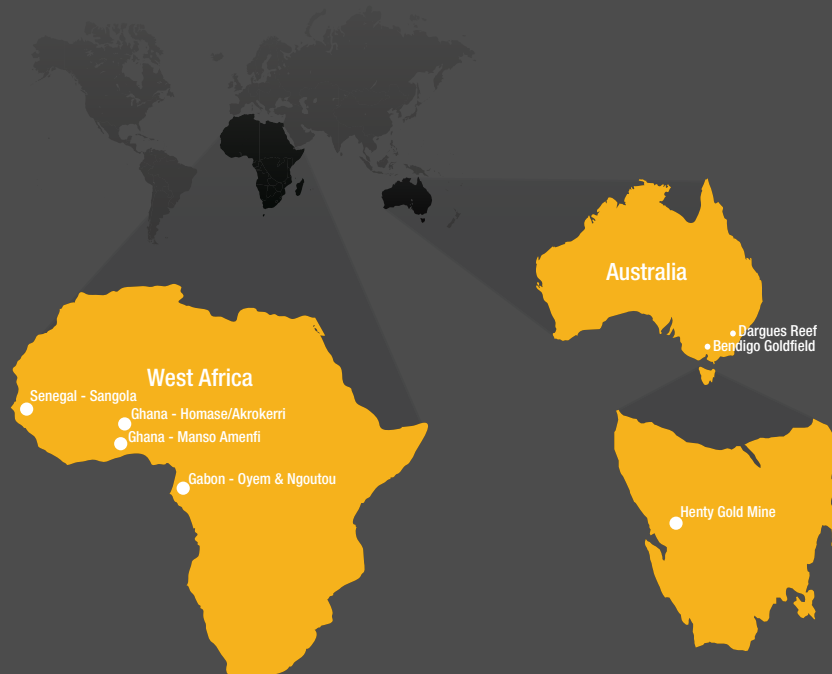 Australia
Dargues Reef
Bendigo Goldfield
West Africa
Senegal - Sangola
Ghana - Homase/Akrokerri
Ghana - Manso Amenfi
Gabon - Oyem & Ngoutou
Henty Gold Mine